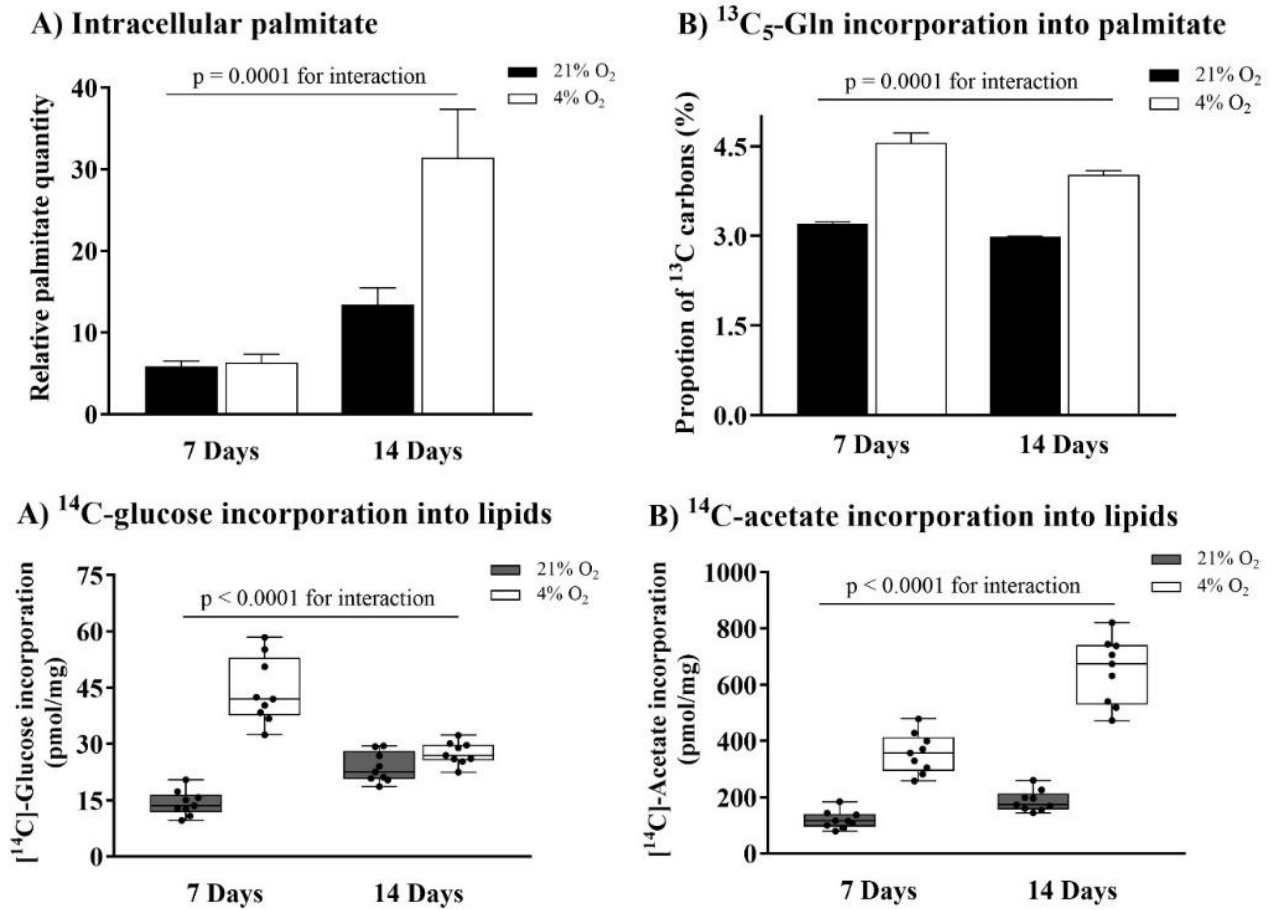 A) Intracellular palmitate
p = 0.0001 for interaction
21% O₂
4% O₂
Relative palmitate quantity
40
30
20
10
0
7 Days
14 Days
B) ¹³C₅-Gln incorporation into palmitate
p = 0.0001 for interaction
21% O₂
4% O₂
Propotion of ¹³C carbons (%)
4.5
3.0
1.5
0.0
7 Days
14 Days
A) ¹⁴C-glucose incorporation into lipids
21% O₂
4% O₂
p < 0.0001 for interaction
[¹⁴C]-Glucose incorporation
(pmol/mg)
75
60
45
30
15
0
7 Days
14 Days
B) ¹⁴C-acetate incorporation into lipids
21% O₂
4% O₂
p < 0.0001 for interaction
[¹⁴C]-Acetate incorporation
(pmol/mg)
1000
800
600
400
200
0
7 Days
14 Days